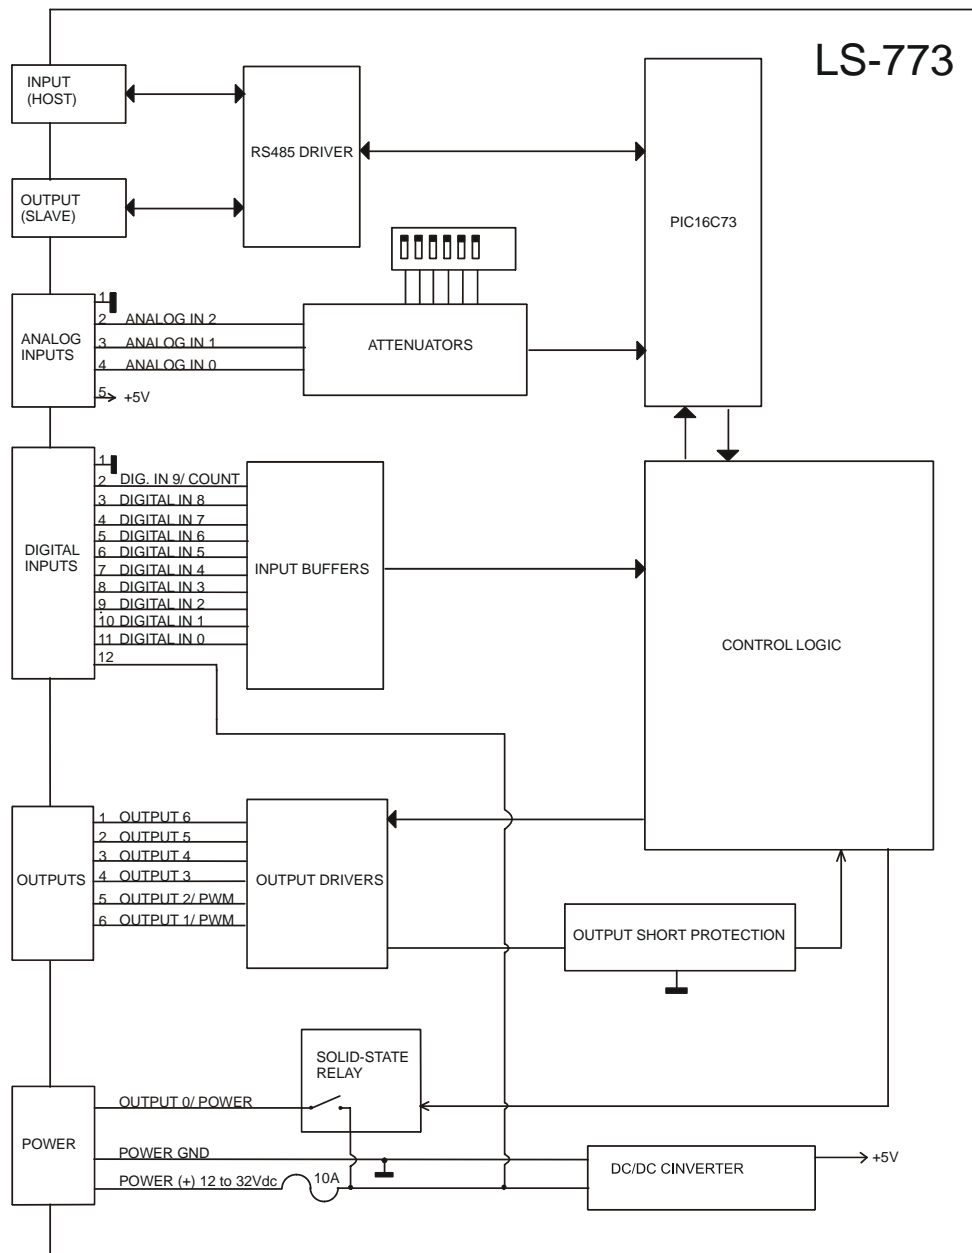 LS-773
INPUT
(HOST)
RS485 DRIVER
OUTPUT
(SLAVE)
PIC16C73
ANALOG
INPUTS
1
2 ANALOG IN 2
3 ANALOG IN 1
4 ANALOG IN 0
5 +5V
ATTENUATORS
DIGITAL
INPUTS
1
2 DIG. IN 9/ COUNT
3 DIGITAL IN 8
4 DIGITAL IN 7
5 DIGITAL IN 6
6 DIGITAL IN 5
7 DIGITAL IN 4
8 DIGITAL IN 3
9 DIGITAL IN 2
10 DIGITAL IN 1
11 DIGITAL IN 0
12
INPUT BUFFERS
CONTROL LOGIC
OUTPUTS
1 OUTPUT 6
2 OUTPUT 5
3 OUTPUT 4
4 OUTPUT 3
5 OUTPUT 2/ PWM
6 OUTPUT 1/ PWM
OUTPUT DRIVERS
OUTPUT SHORT PROTECTION
SOLID-STATE
RELAY
POWER
OUTPUT 0/ POWER
POWER GND
POWER (+) 12 to 32Vdc
10A
DC/DC CINVERTER
+5V